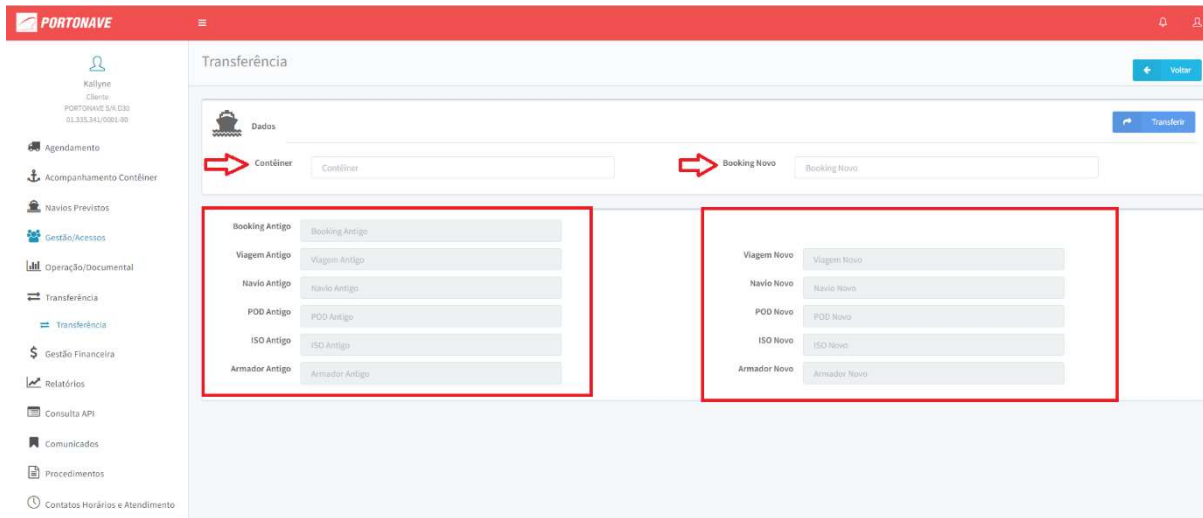 PORTONAVE
Kallyne
Cliente
PORTONAVE S/A D30
01.335.341/0001-80
Agendamento
Acompanhamento Contêiner
Navios Previstos
Gestão/Acessos
Operação/Documental
Transferência
Transferência
Gestão Financeira
Relatórios
Consulta API
Comunicados
Procedimentos
Contatos Horários e Atendimento
Transferência
Voltar
Dados
Transferir
Contêiner
Contêiner
Booking Novo
Booking Novo
Booking Antigo
Booking Antigo
Viagem Antigo
Viagem Antigo
Navio Antigo
Navio Antigo
POD Antigo
POD Antigo
ISO Antigo
ISO Antigo
Armador Antigo
Armador Antigo
Viagem Novo
Viagem Novo
Navio Novo
Navio Novo
POD Novo
POD Novo
ISO Novo
ISO Novo
Armador Novo
Armador Novo